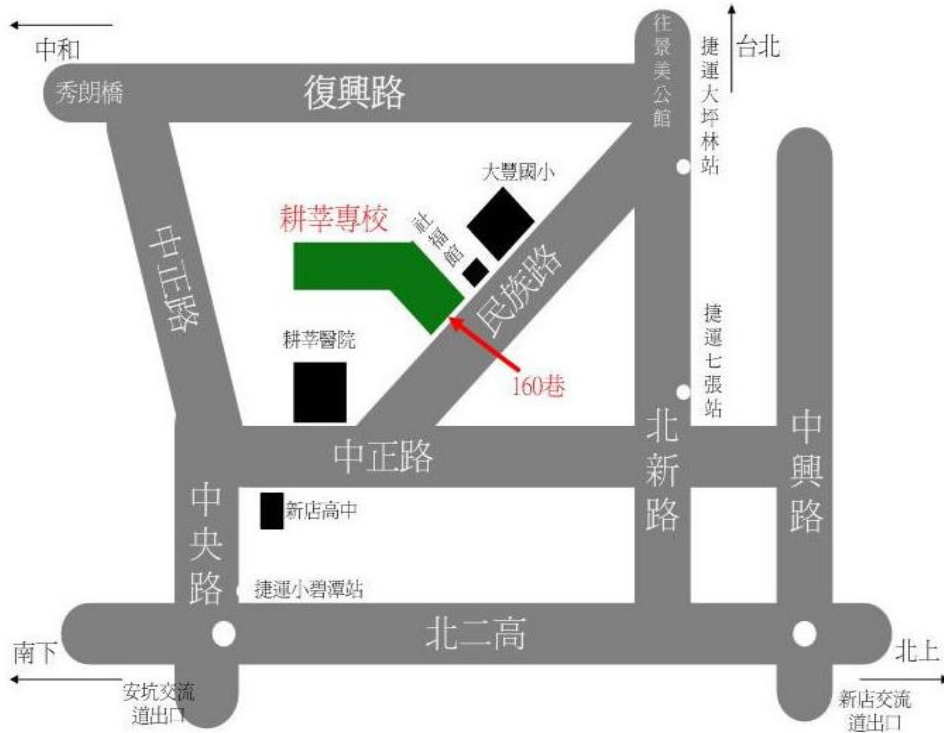 中和
台北
往景美公館
捷運大坪林站
秀朗橋
復興路
大豐國小
耕莘專校
社福館
中正路
民族路
耕莘醫院
捷運七張站
160巷
中正路
北新路
中興路
中央路
新店高中
捷運小碧潭站
北二高
南下
北上
安坑交流
道出口
新店交流
道出口